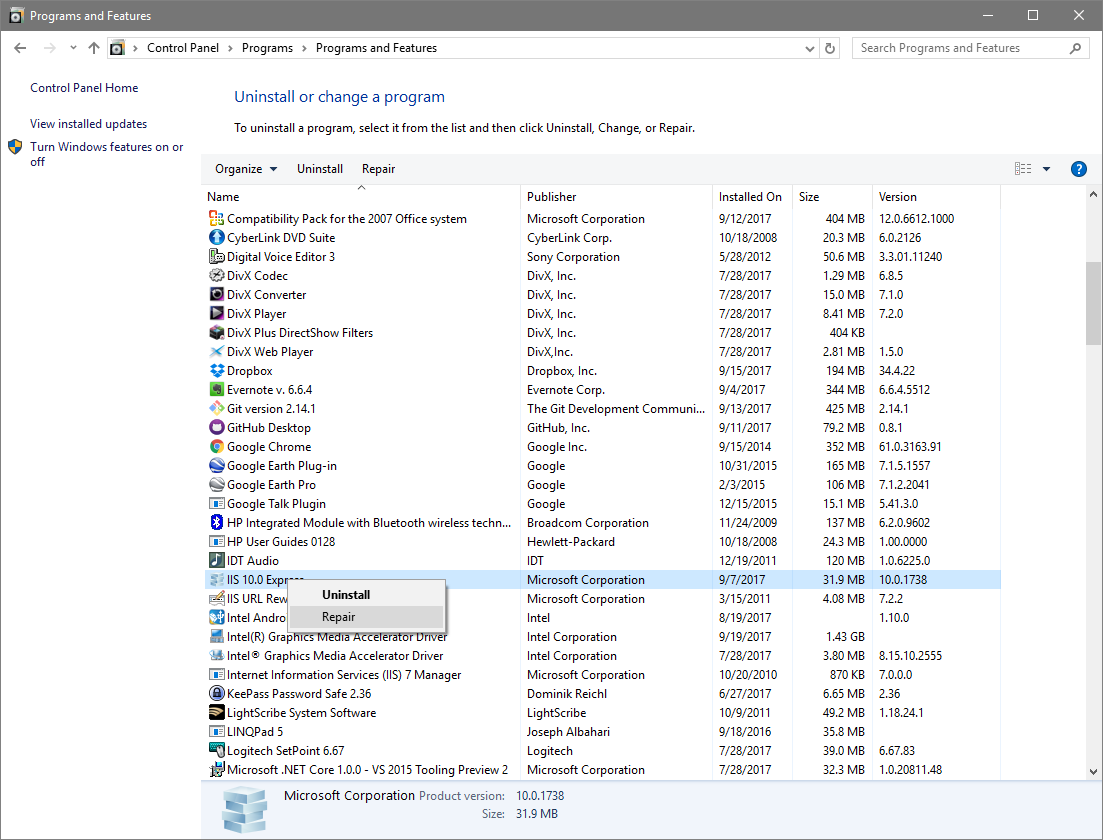 Programs and Features
Control Panel > Programs > Programs and Features
Search Programs and Features
Control Panel Home
View installed updates
Turn Windows features on or
off
Uninstall or change a program
To uninstall a program, select it from the list and then click Uninstall, Change, or Repair.
Organize Uninstall Repair
Name Publisher Installed On Size Version
Compatibility Pack for the 2007 Office system Microsoft Corporation 9/12/2017 404 MB 12.0.6612.1000
CyberLink DVD Suite CyberLink Corp. 10/18/2008 20.3 MB 6.0.2126
Digital Voice Editor 3 Sony Corporation 5/28/2012 50.6 MB 3.3.01.11240
DivX Codec DivX, Inc. 7/28/2017 1.29 MB 6.8.5
DivX Converter DivX, Inc. 7/28/2017 15.0 MB 7.1.0
DivX Player DivX, Inc. 7/28/2017 8.41 MB 7.2.0
DivX Plus DirectShow Filters DivX, Inc. 7/28/2017 404 KB
DivX Web Player DivX,Inc. 7/28/2017 2.81 MB 1.5.0
Dropbox Dropbox, Inc. 9/15/2017 194 MB 34.4.22
Evernote v. 6.6.4 Evernote Corp. 9/4/2017 344 MB 6.6.4.5512
Git version 2.14.1 The Git Development Communi... 9/13/2017 425 MB 2.14.1
GitHub Desktop GitHub, Inc. 9/11/2017 79.2 MB 0.8.1
Google Chrome Google Inc. 9/15/2014 352 MB 61.0.3163.91
Google Earth Plug-in Google 10/31/2015 165 MB 7.1.5.1557
Google Earth Pro Google 2/3/2015 106 MB 7.1.2.2041
Google Talk Plugin Google 12/15/2015 15.1 MB 5.41.3.0
HP Integrated Module with Bluetooth wireless techn... Broadcom Corporation 11/24/2009 137 MB 6.2.0.9602
HP User Guides 0128 Hewlett-Packard 10/18/2008 24.3 MB 1.00.0000
IDT Audio IDT 12/19/2011 120 MB 1.0.6225.0
IIS 10.0 Express Microsoft Corporation 9/7/2017 31.9 MB 10.0.1738
Uninstall
IIS URL Rew Microsoft Corporation 3/15/2011 4.08 MB 7.2.2
Repair
Intel Andro Intel 8/19/2017 1.10.0
Intel(R) Graphics Media Accelerator Driver Intel Corporation 9/19/2017 1.43 GB
Intel® Graphics Media Accelerator Driver Intel Corporation 7/28/2017 3.80 MB 8.15.10.2555
Internet Information Services (IIS) 7 Manager Microsoft Corporation 10/20/2010 870 KB 7.0.0.0
KeePass Password Safe 2.36 Dominik Reichl 6/27/2017 6.65 MB 2.36
LightScribe System Software LightScribe 10/9/2011 49.2 MB 1.18.24.1
LINQPad 5 Joseph Albahari 9/18/2016 35.8 MB
Logitech SetPoint 6.67 Logitech 7/28/2017 39.0 MB 6.67.83
Microsoft .NET Core 1.0.0 - VS 2015 Tooling Preview 2 Microsoft Corporation 7/28/2017 32.3 MB 1.0.20811.48
Microsoft Corporation Product version: 10.0.1738
Size: 31.9 MB